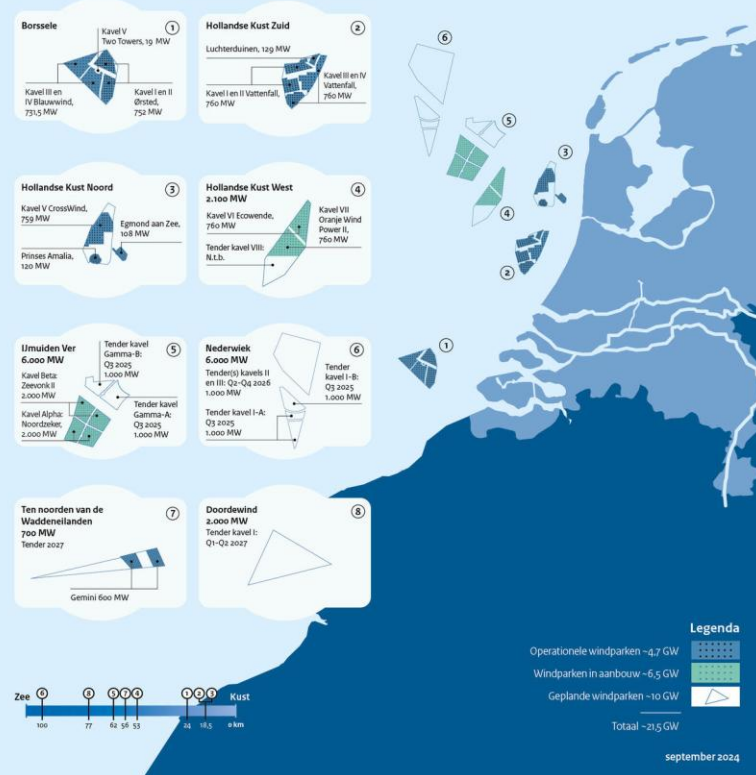 Borssele
1
Kavel V
Two Towers, 19 MW
Kavel III en
IV Blauwwind,
731,5 MW
Kavel I en II
Ørsted,
752 MW
Hollandse Kust Zuid
2
Luchterduinen, 129 MW
Kavel I en II Vattenfall,
760 MW
Kavel III en IV
Vattenfall,
760 MW
Hollandse Kust Noord
3
Kavel V CrossWind,
759 MW
Egmond aan Zee,
108 MW
Prinses Amalia,
120 MW
Hollandse Kust West
2.100 MW
4
Kavel VI Ecowende,
760 MW
Kavel VII
Oranje Wind
Power II,
760 MW
Tender kavel VIII:
N.t.b.
IJmuiden Ver
6.000 MW
5
Kavel Beta:
Zeevonk II
2.000 MW
Kavel Alpha:
Noordzeker,
2.000 MW
Tender kavel
Gamma-B:
Q3 2025
1.000 MW
Tender kavel
Gamma-A:
Q3 2025
1.000 MW
Nederwiek
6.000 MW
6
Tender(s) kavels II
en III: Q2-Q4 2026
1.000 MW
Tender kavel I-A:
Q3 2025
1.000 MW
Tender
kavel I-B:
Q3 2025
1.000 MW
Ten noorden van de
Waddeneilanden
700 MW
Tender 2027
7
Gemini 600 MW
Doordewind
2.000 MW
Tender kavel I:
Q1-Q2 2027
8
6
5
3
4
2
1
Zee
6
8
5
7
4
1
2
3
Kust
100
77
62
56
53
24
18,5
0 km
Legenda
Operationele windparken ~4,7 GW
Windparken in aanbouw ~6,5 GW
Geplande windparken ~10 GW
Totaal ~21,5 GW
september 2024